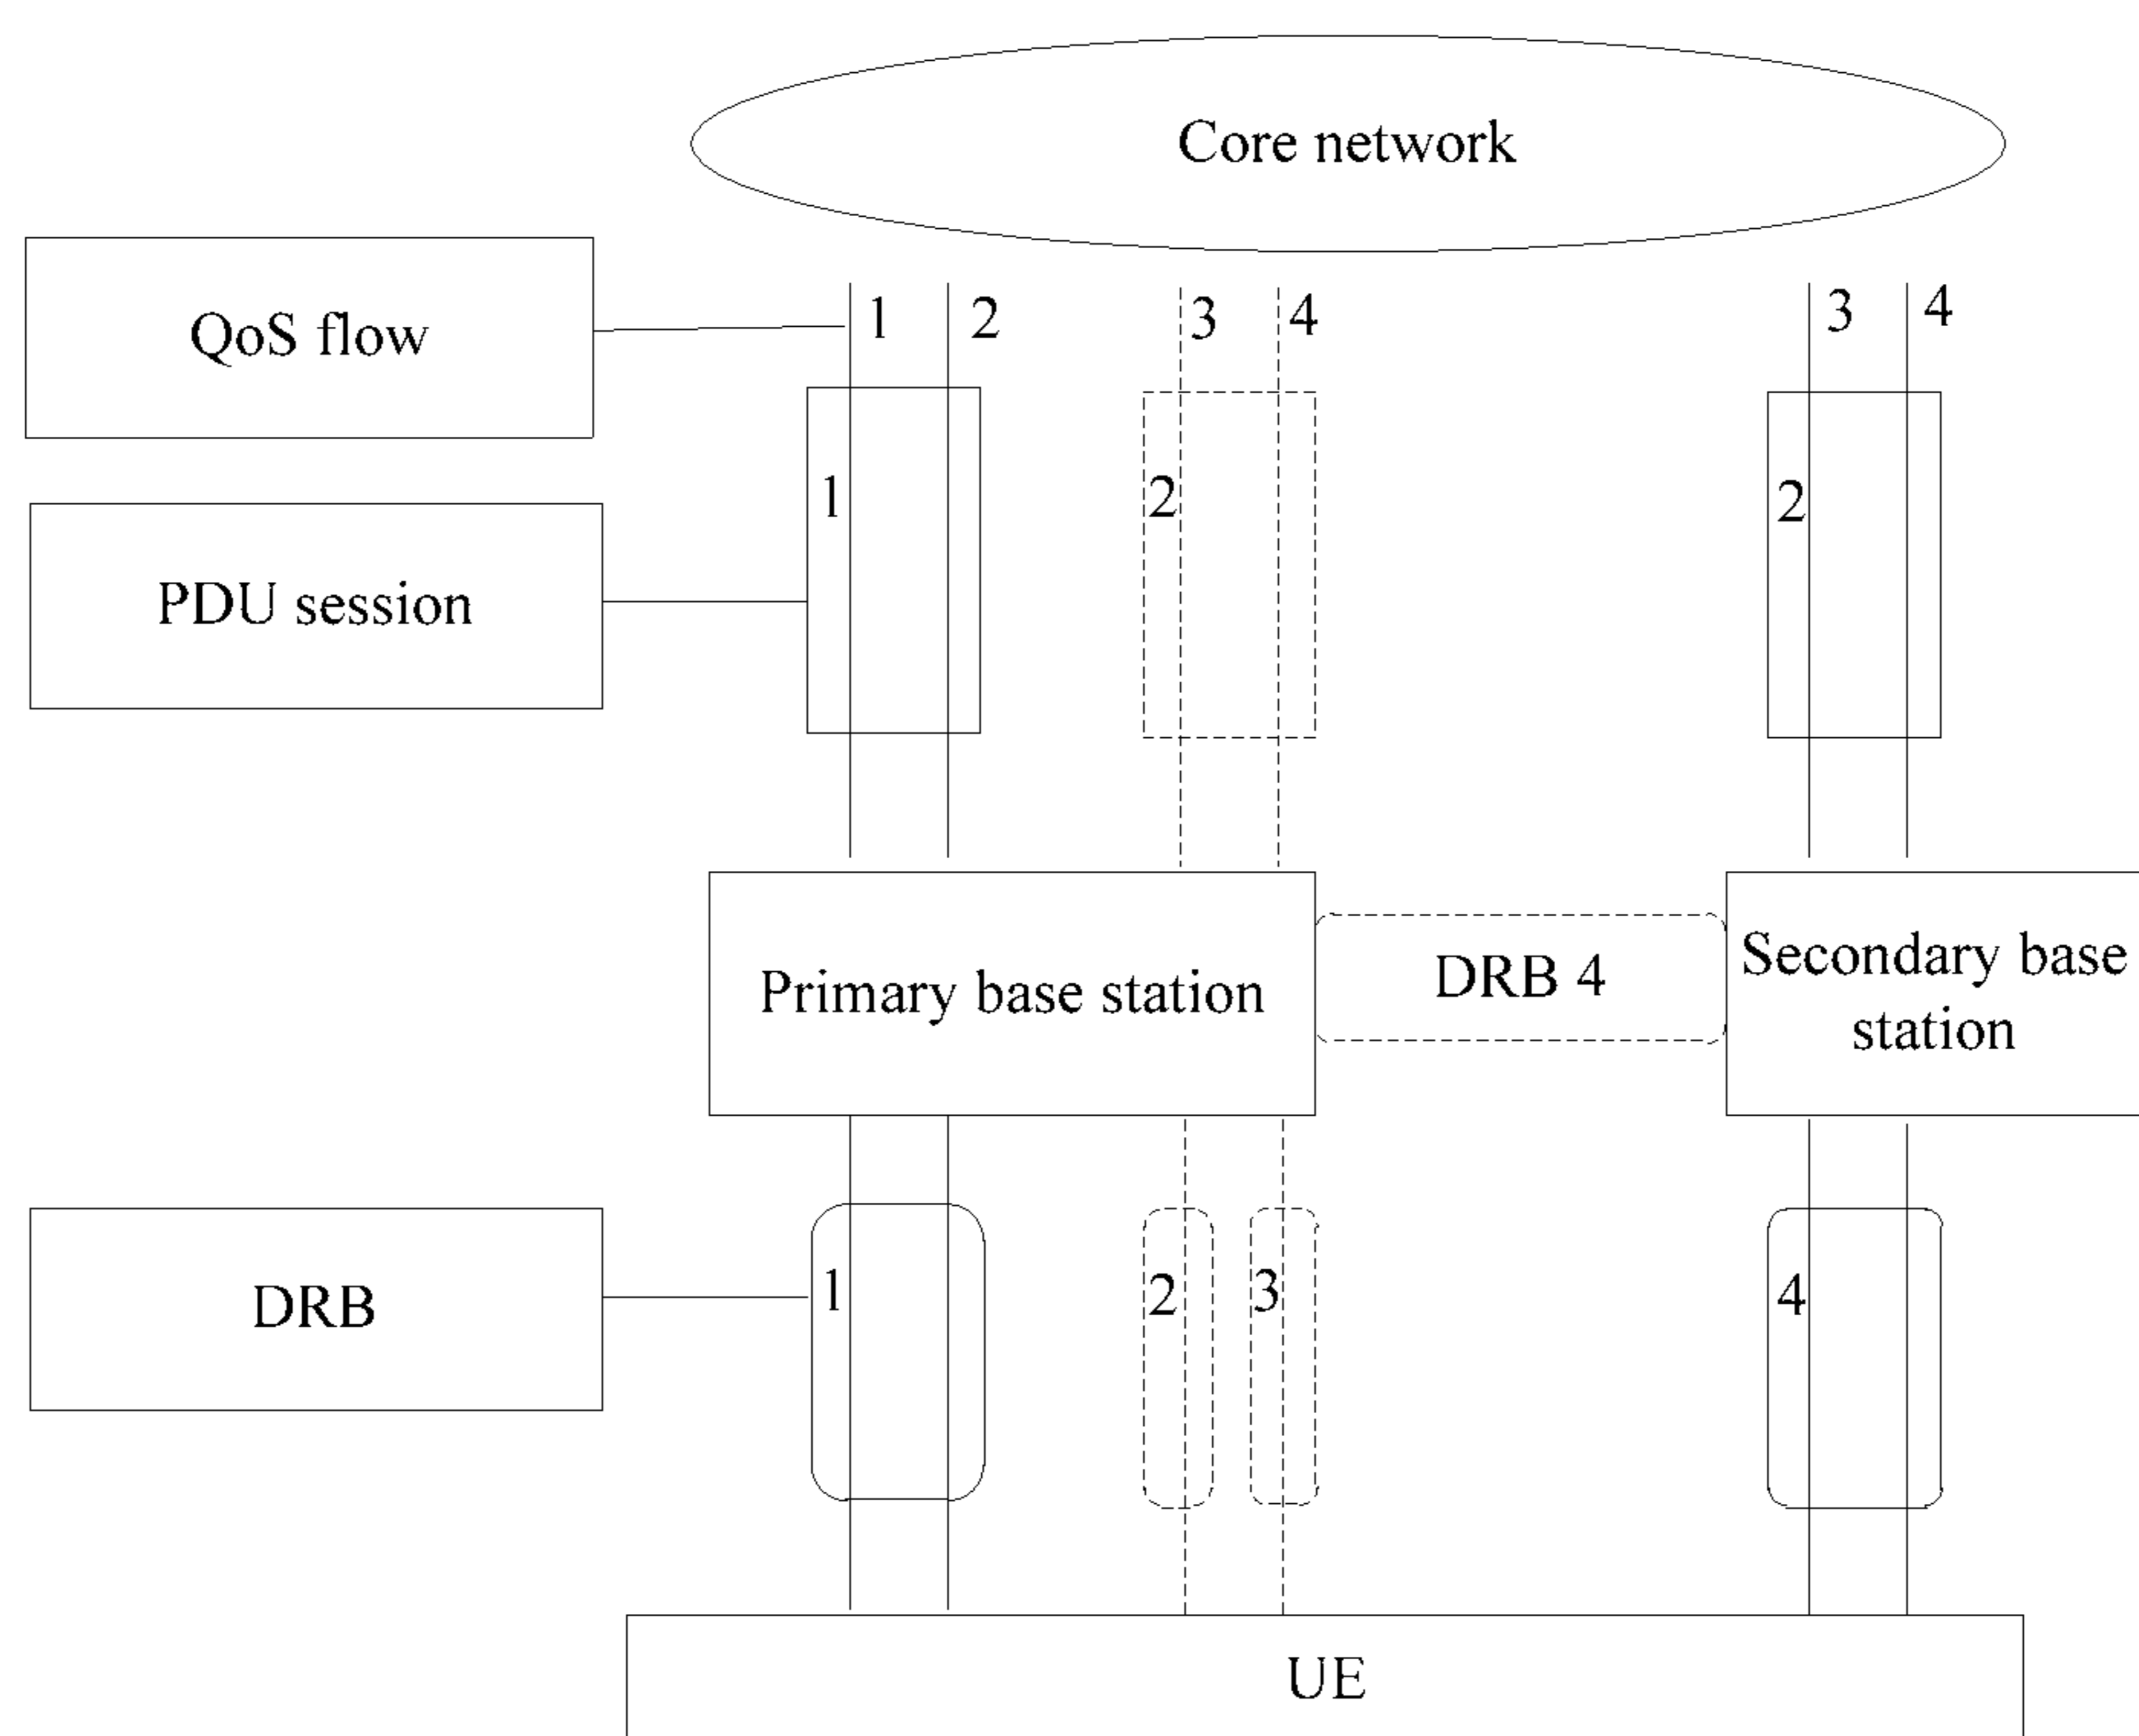 Core network
QoS flow
1 2 3 4 3 4
1 2 2
PDU session
Primary base station
DRB 4
Secondary base
station
DRB
1 2 3 4
UE